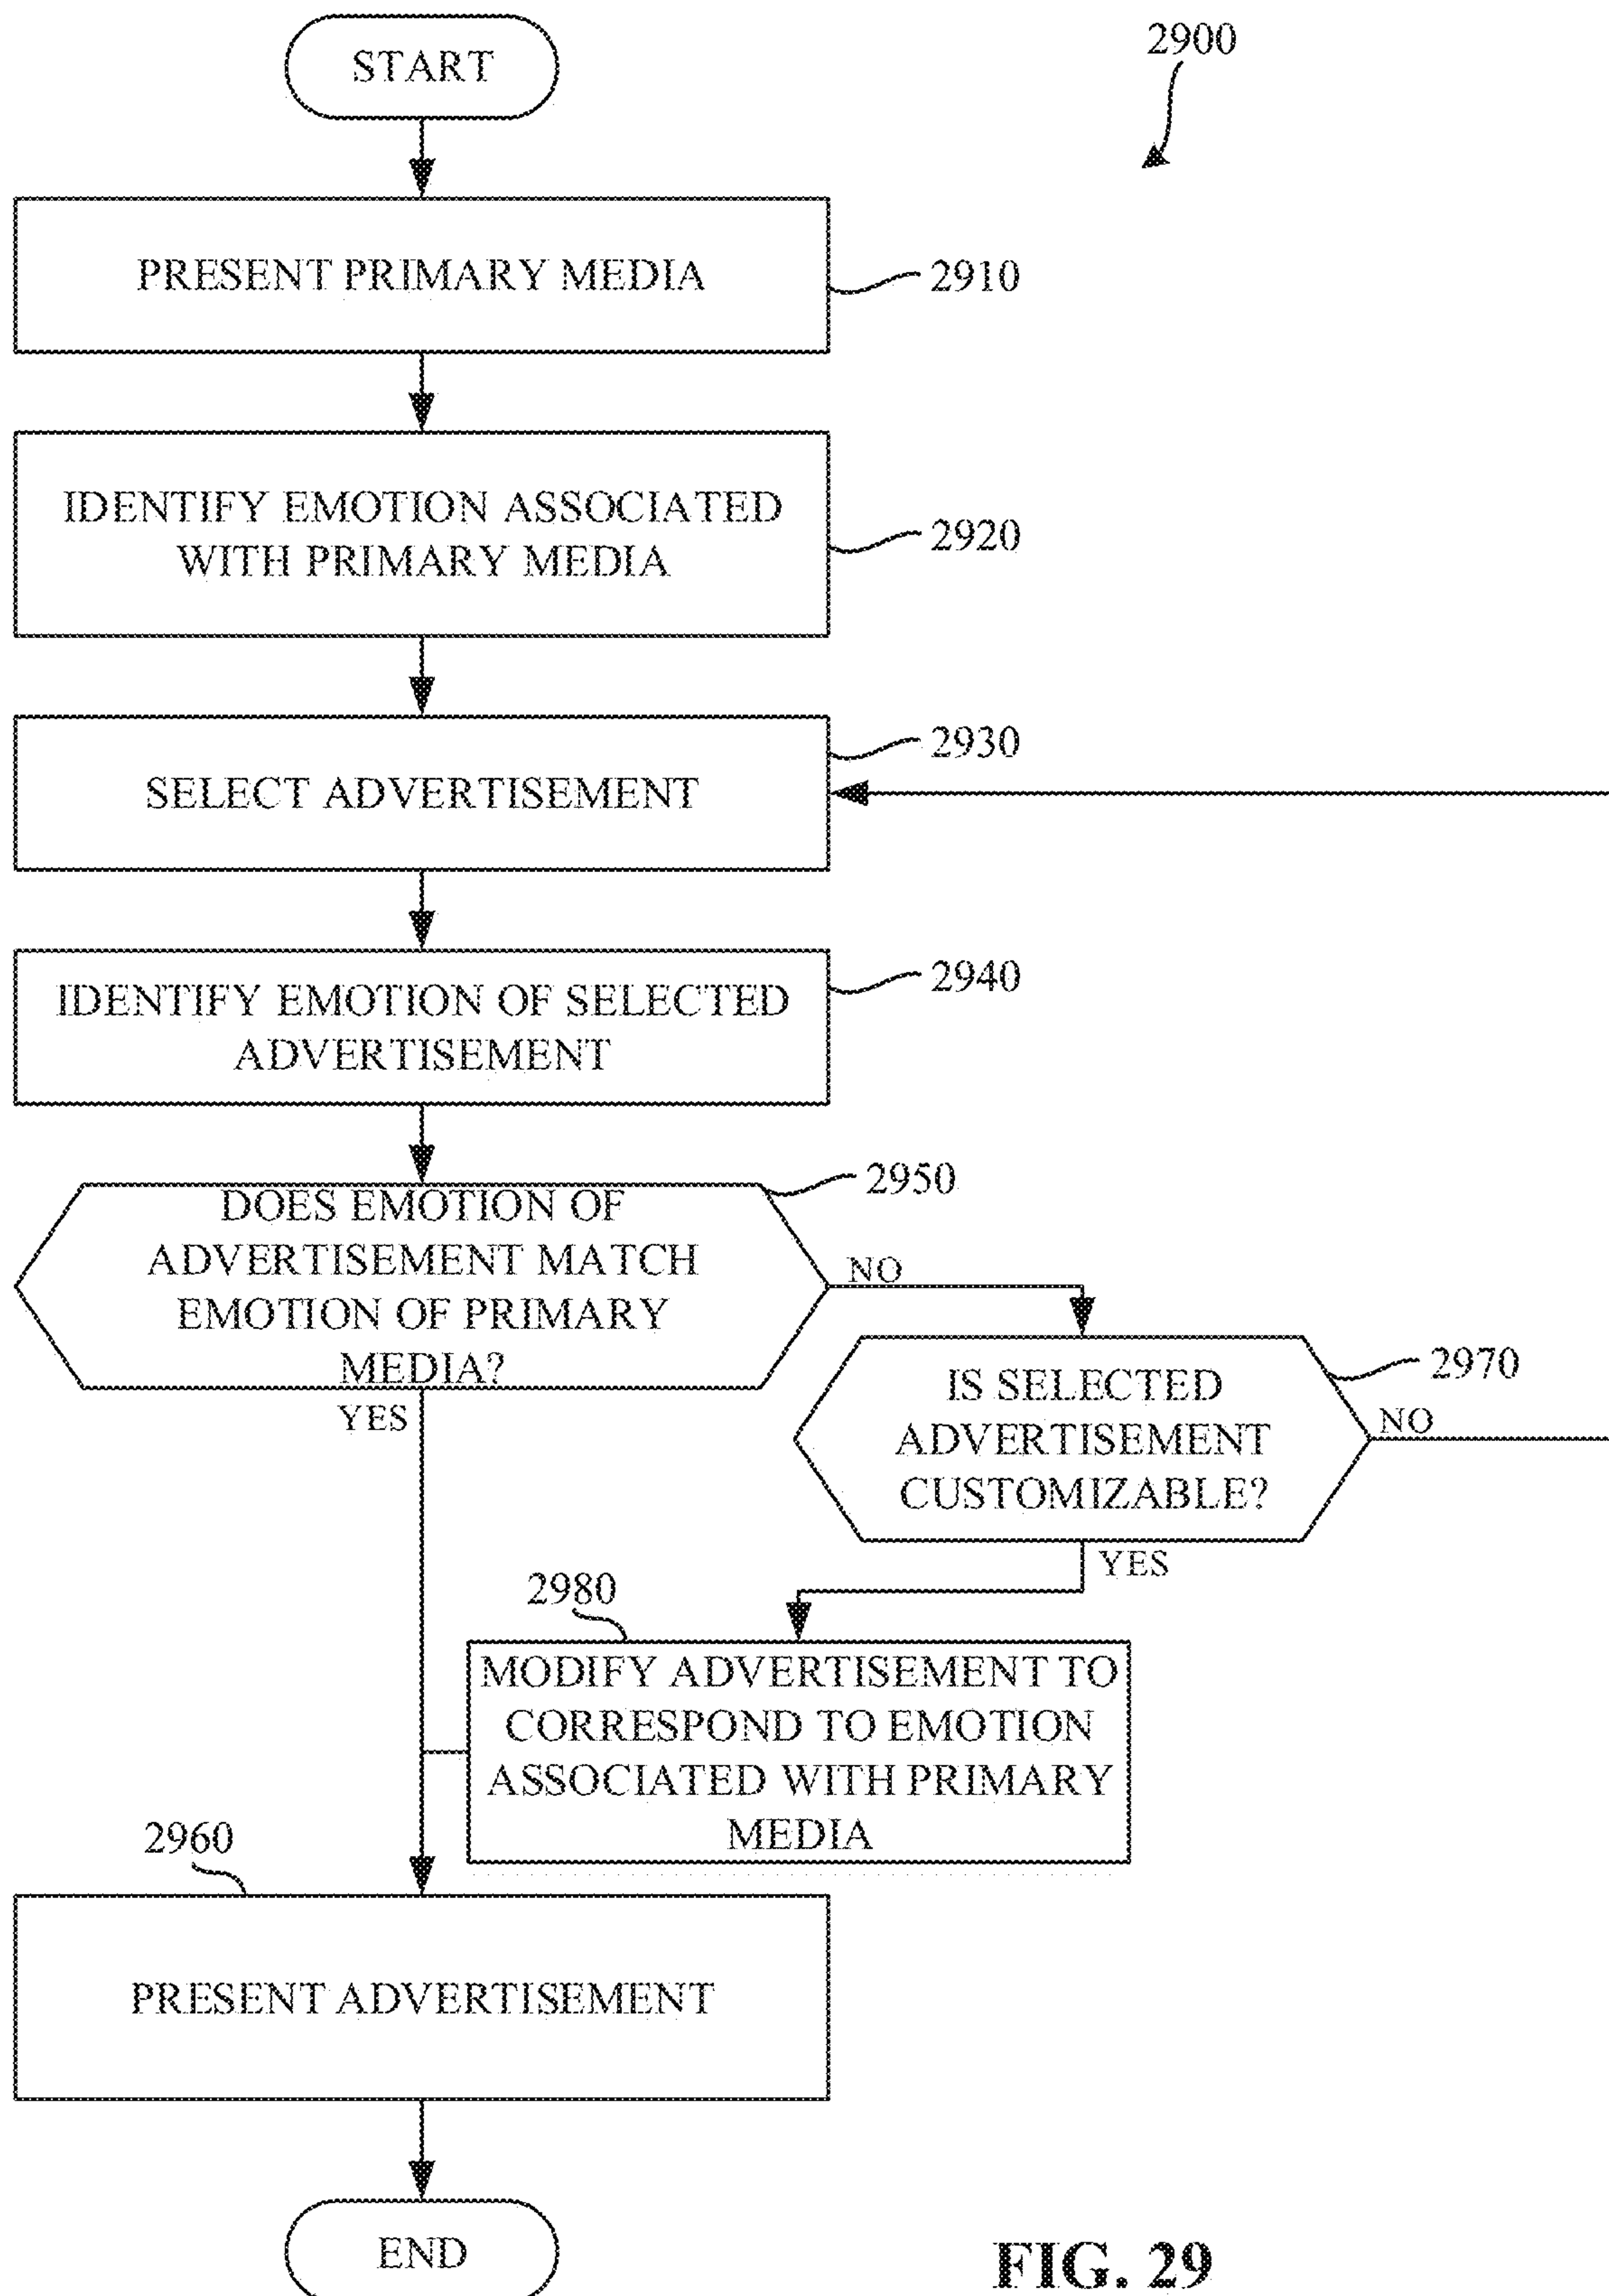 START
2900
PRESENT PRIMARY MEDIA
2910
IDENTIFY EMOTION ASSOCIATED
WITH PRIMARY MEDIA
2920
2930
SELECT ADVERTISEMENT
2940
IDENTIFY EMOTION OF SELECTED
ADVERTISEMENT
2950
DOES EMOTION OF
ADVERTISEMENT MATCH
EMOTION OF PRIMARY
MEDIA?
NO
YES
2970
IS SELECTED
ADVERTISEMENT
CUSTOMIZABLE?
NO
YES
2980
MODIFY ADVERTISEMENT TO
CORRESPOND TO EMOTION
ASSOCIATED WITH PRIMARY
MEDIA
2960
PRESENT ADVERTISEMENT
END
FIG. 29